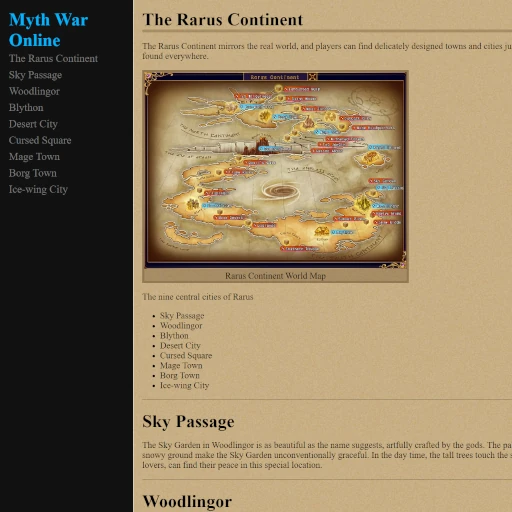 Myth War
Online
The Rarus Continent
Sky Passage
Woodlingor
Blython
Desert City
Cursed Square
Mage Town
Borg Town
Ice-wing City
The Rarus Continent
The Rarus Continent mirrors the real world, and players can find delicately designed towns and cities
found everywhere.
Rarus Continent
Rarus Continent World Map
The nine central cities of Rarus
Sky Passage
Woodlingor
Blython
Desert City
Cursed Square
Mage Town
Borg Town
Ice-wing City
Sky Passage
The Sky Garden in Woodlingor is as beautiful as the name suggests, artfully crafted by the gods. The
snowy ground make the Sky Garden unconventionally graceful. In the day time, the tall trees touch the
lovers, can find their peace in this special location.
Woodlingor